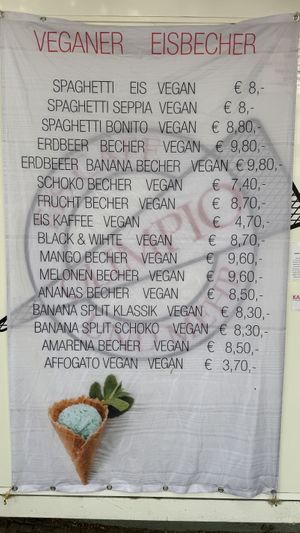 VEGANER EISBECHER
SPAGHETTI EIS VEGAN € 8,-
SPAGHETTI SEPPIA VEGAN € 8,-
SPAGHETTI BONITO VEGAN € 8,80,-
ERDBEER BECHER VEGAN € 9,80,-
ERDBEEER BANANA BECHER VEGAN € 9,80,-
SCHOKO BECHER VEGAN € 7,40,-
FRUCHT BECHER VEGAN € 8,70,-
EIS KAFFEE VEGAN € 4,70,-
BLACK & WIHTE VEGAN € 8,70,-
MANGO BECHER VEGAN € 9,60,-
MELONEN BECHER VEGAN € 9,60,-
ANANAS BECHER VEGAN € 8,50,-
BANANA SPLIT KLASSIK VEGAN € 8,30,-
BANANA SPLIT SCHOKO VEGAN € 8,30,-
AMARENA BECHER VEGAN € 8,50,-
AFFOGATO VEGAN VEGAN € 3,70,-